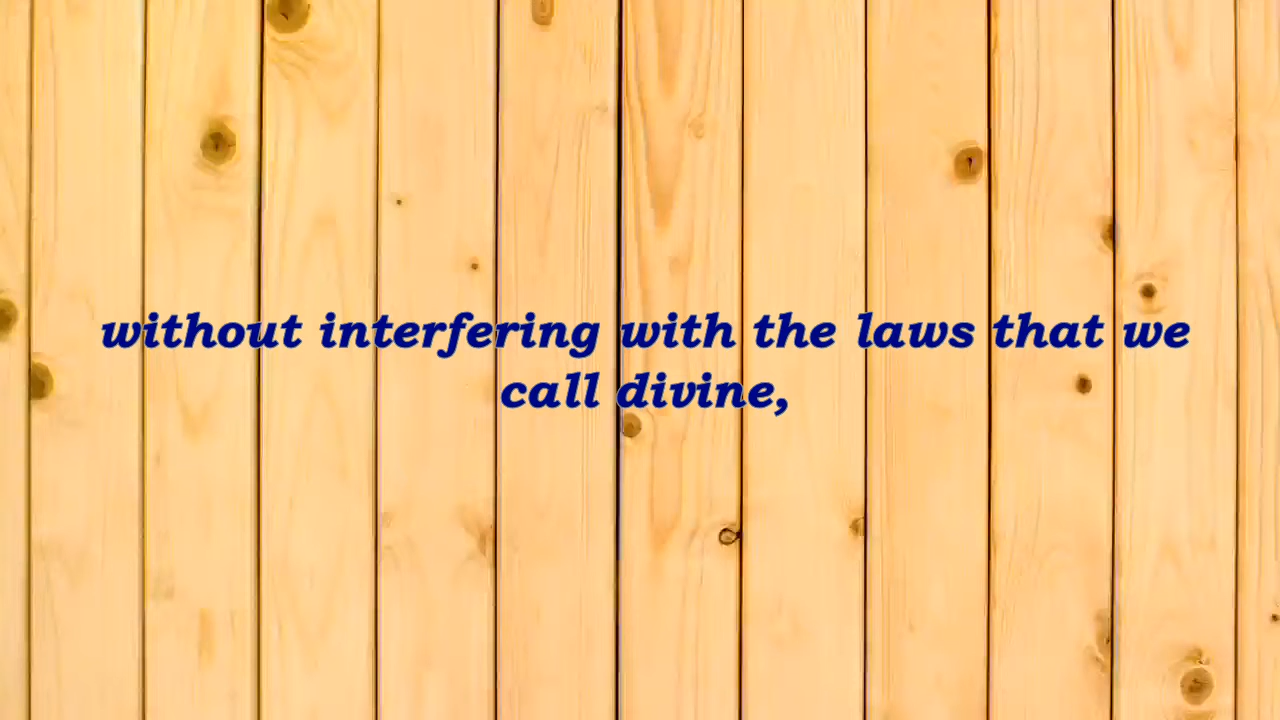 without interfering with the laws that we
call divine,